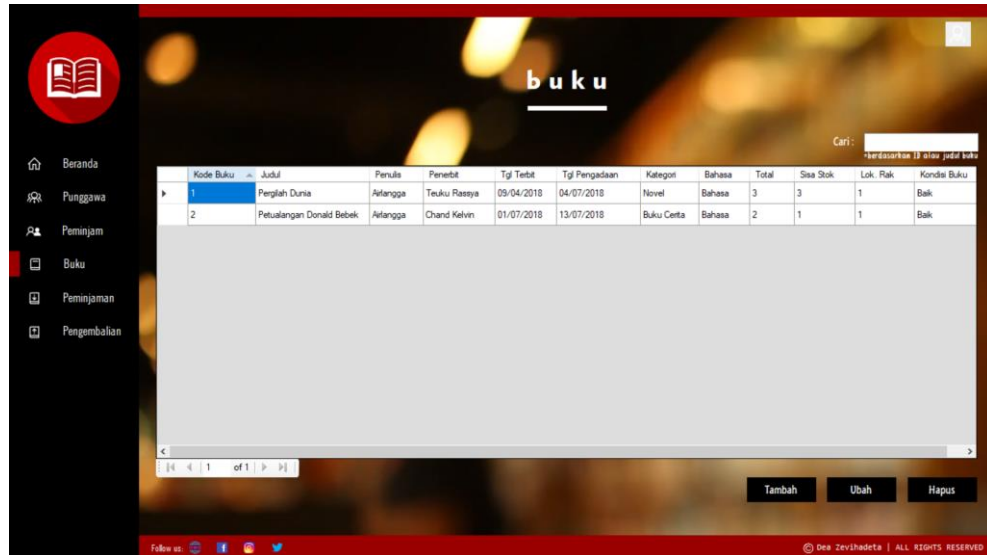 buku
Cari :
*berdasarkan ID atau judul buku
Beranda
Punggawa
Peminjam
Buku
Peminjaman
Pengembalian
Kode Buku Judul Penulis Penerbit Tgl Terbit Tgl Pengadaan Kategori Bahasa Total Sisa Stok Lok. Rak Kondisi Buku
1 Pergilah Dunia Airlangga Teuku Rassya 09/04/2018 04/07/2018 Novel Bahasa 3 3 1 Baik
2 Petualangan Donald Bebek Airlangga Chand Kelvin 01/07/2018 13/07/2018 Buku Cerita Bahasa 2 1 1 Baik
1 of 1
Tambah Ubah Hapus
Follow us:
© Dea Zevihadeta | ALL RIGHTS RESERVED